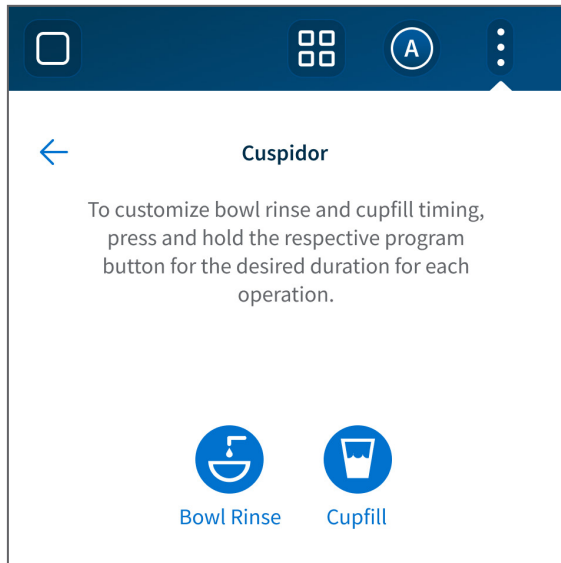 A
Cuspidor
To customize bowl rinse and cupfill timing,
press and hold the respective program
button for the desired duration for each
operation.
Bowl Rinse
Cupfill